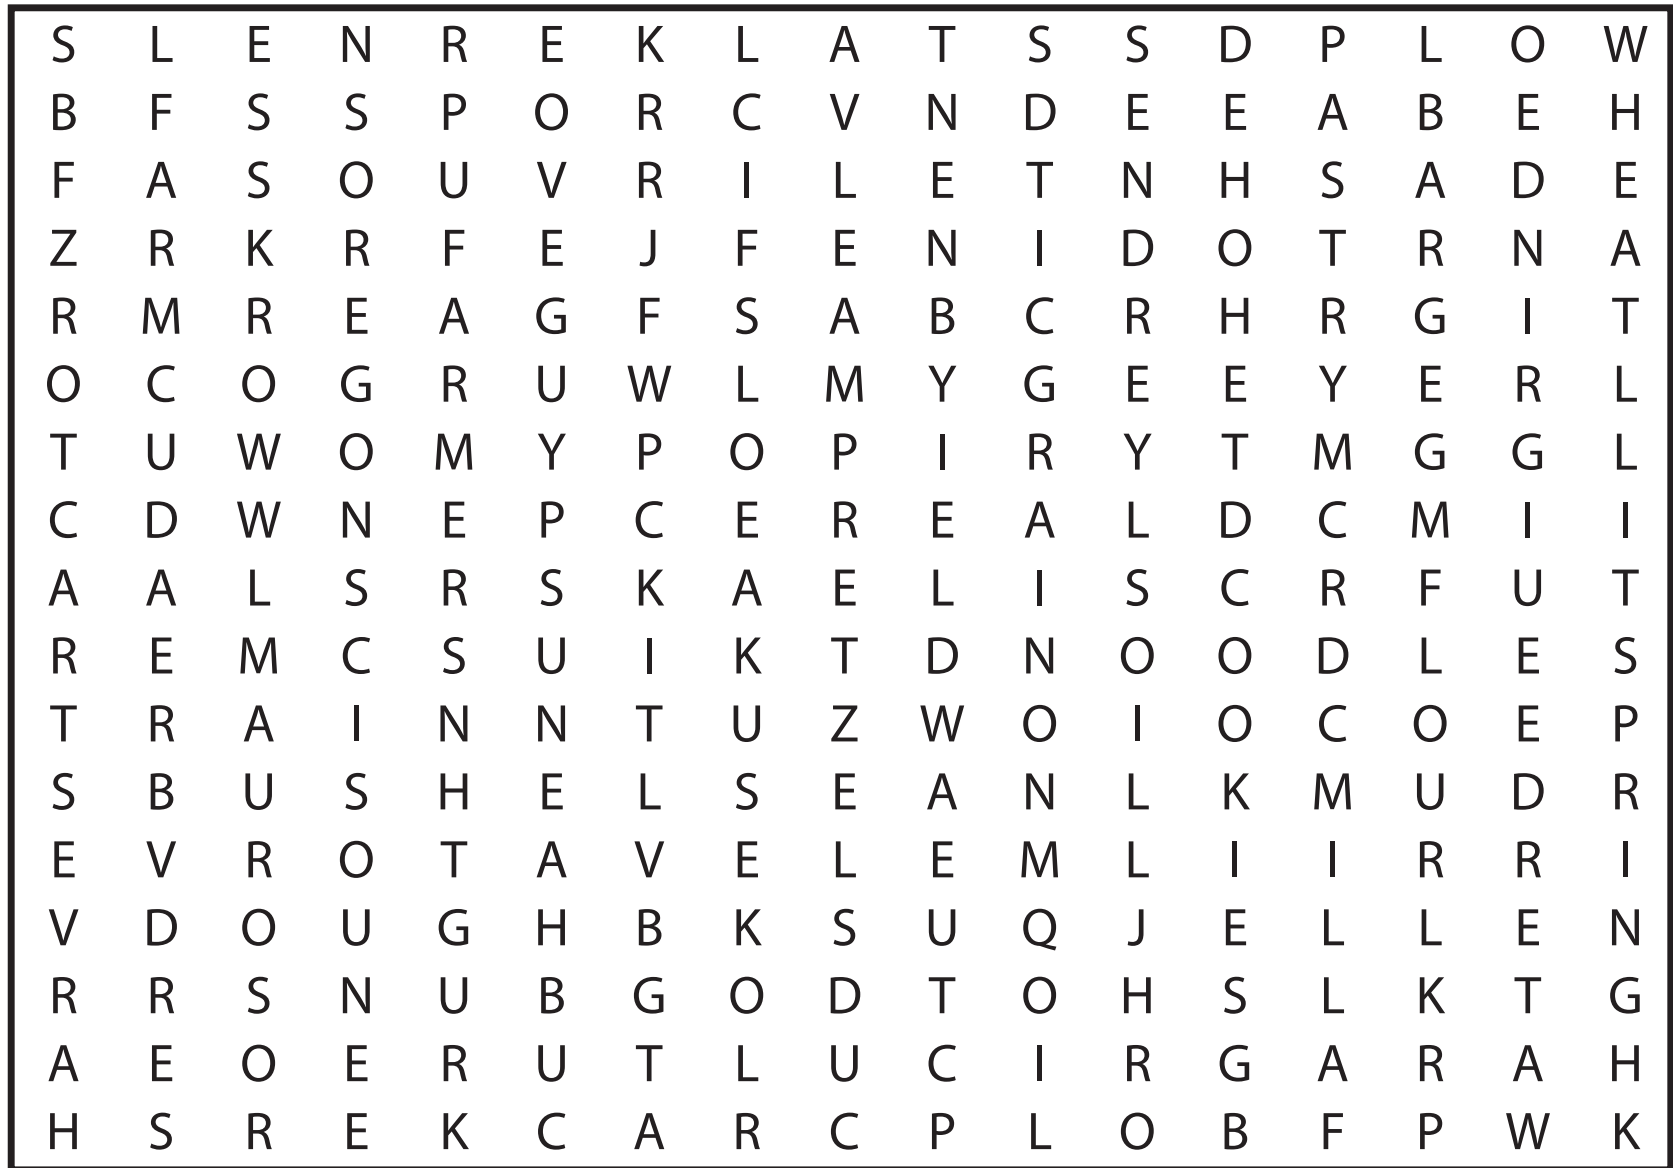 S L E N R E K L A T S S D P L O W
B F S S P O R C V N D E E A B E H
F A S O U V R I L E T N H S A D E
Z R K R F E J F E N I D O T R N A
R M R E A G F S A B C R H R G I T
O C O G R U W L M Y G E E Y E R L
T U W O M Y P O P I R Y T M G G L
C D W N E P C E R E A L D C M I I
A A L S R S K A E L I S C R F U T
R E M C S U I K T D N O O D L E S
T R A I N N T U Z W O I O C O E P
S B U S H E L S E A N L K M U D R
E V R O T A V E L E M L I I R R I
V D O U G H B K S U Q J E L L E N
R R S N U B G O D T O H S L K T G
A E O E R U T L U C I R G A R A H
H S R E K C A R C P L O B F P W K